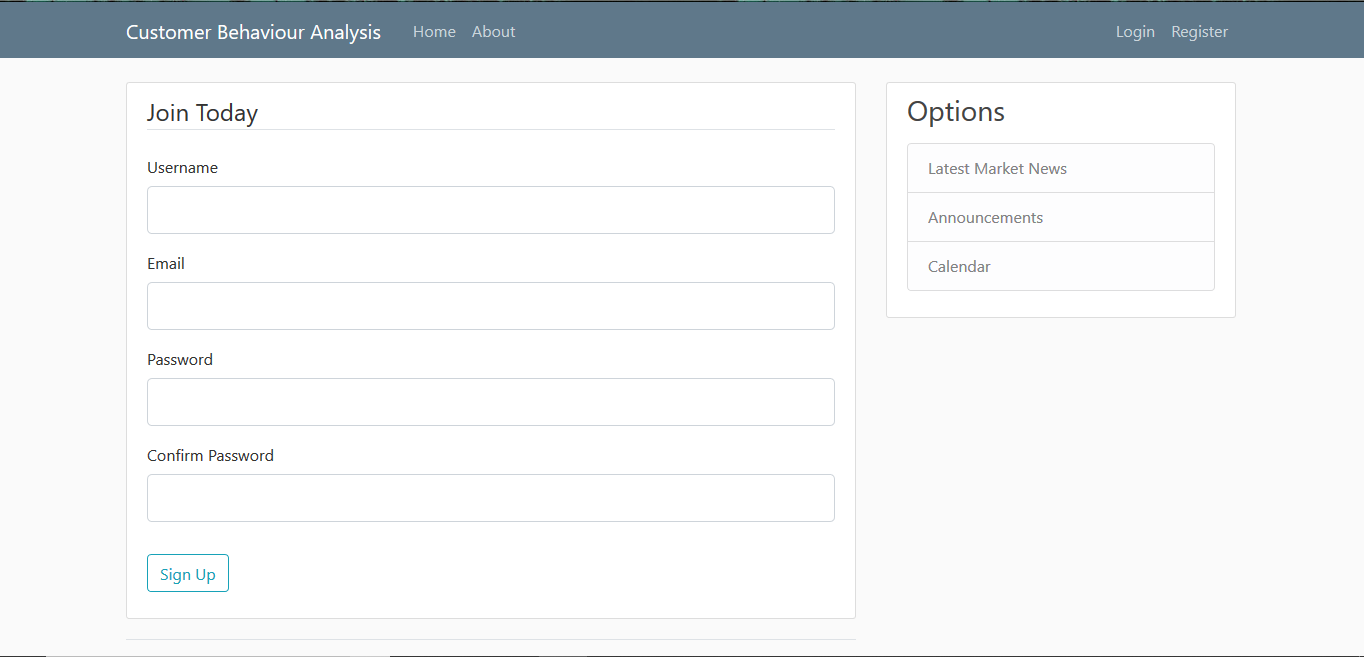 Customer Behaviour Analysis Home About Login Register
Join Today
Username
Email
Password
Confirm Password
Sign Up
Options
Latest Market News
Announcements
Calendar